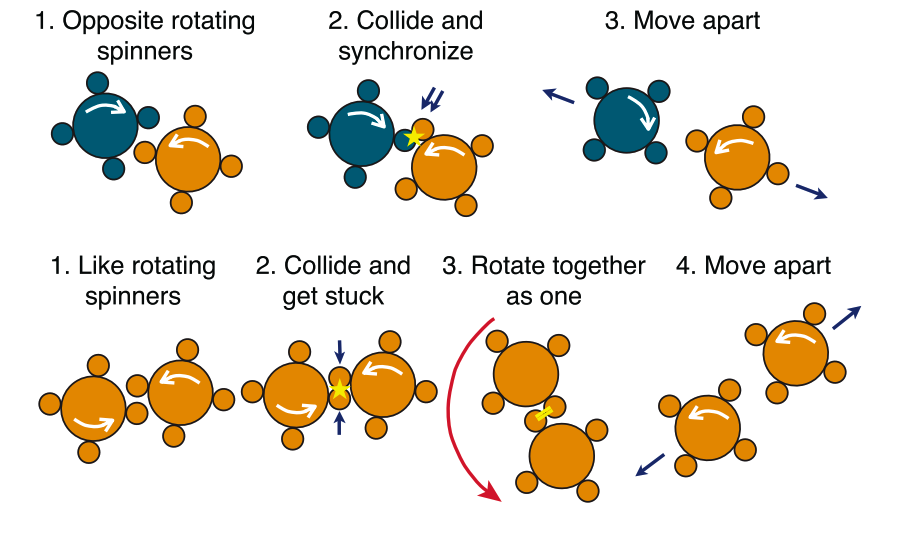 1. Opposite rotating
spinners
2. Collide and
synchronize
3. Move apart
1. Like rotating
spinners
2. Collide and
get stuck
3. Rotate together
as one
4. Move apart